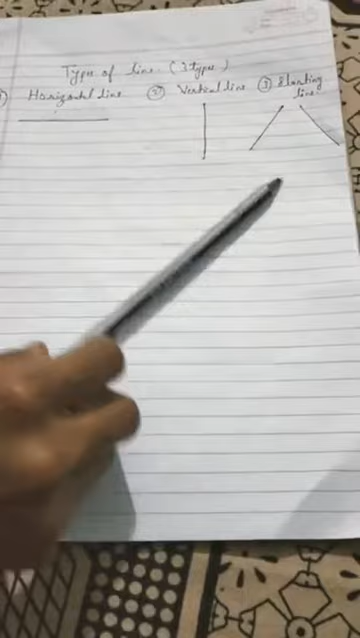 Types of line. (3 types)
① Horizontal line
② Vertical line
③ Slanting
line